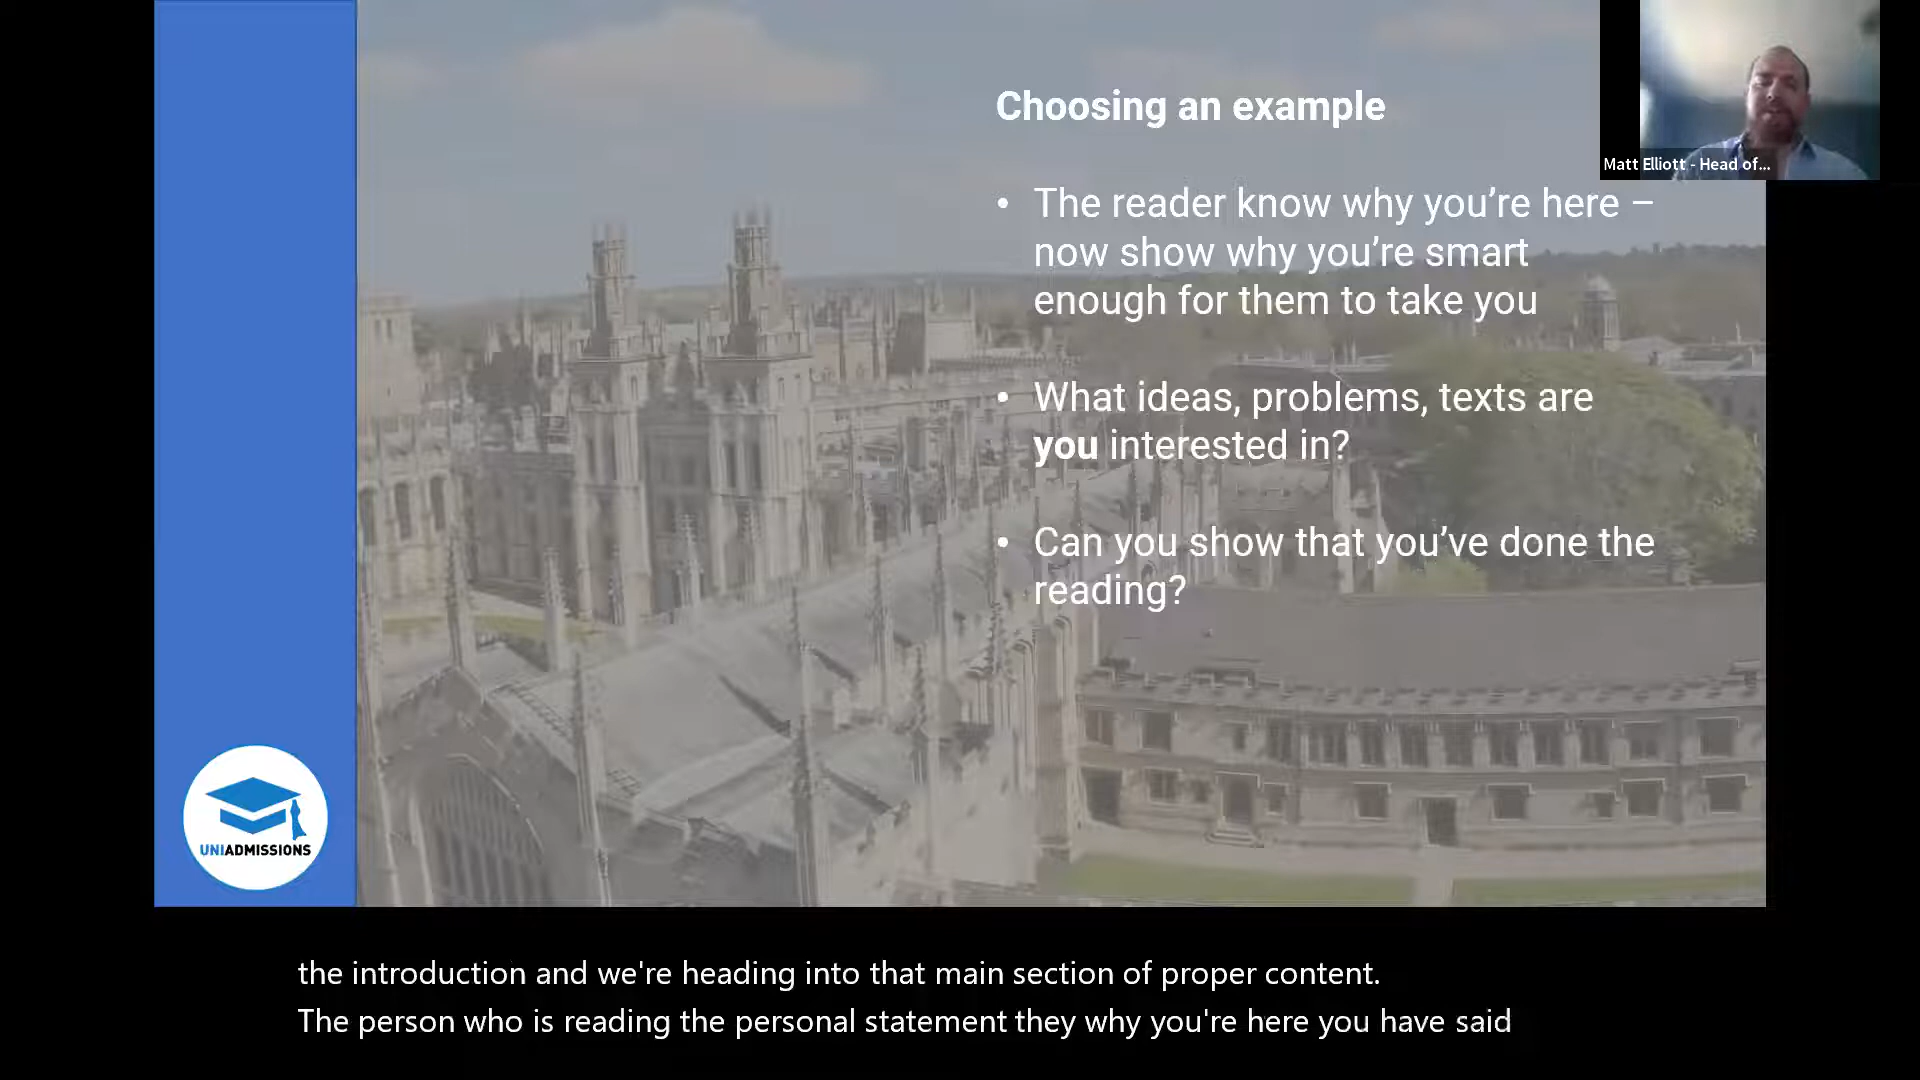 Choosing an example
Matt Elliott - Head of...
• The reader know why you’re here –
now show why you’re smart
enough for them to take you
• What ideas, problems, texts are
you interested in?
• Can you show that you’ve done the
reading?
UNIADMISSIONS
the introduction and we're heading into that main section of proper content.
The person who is reading the personal statement they why you're here you have said